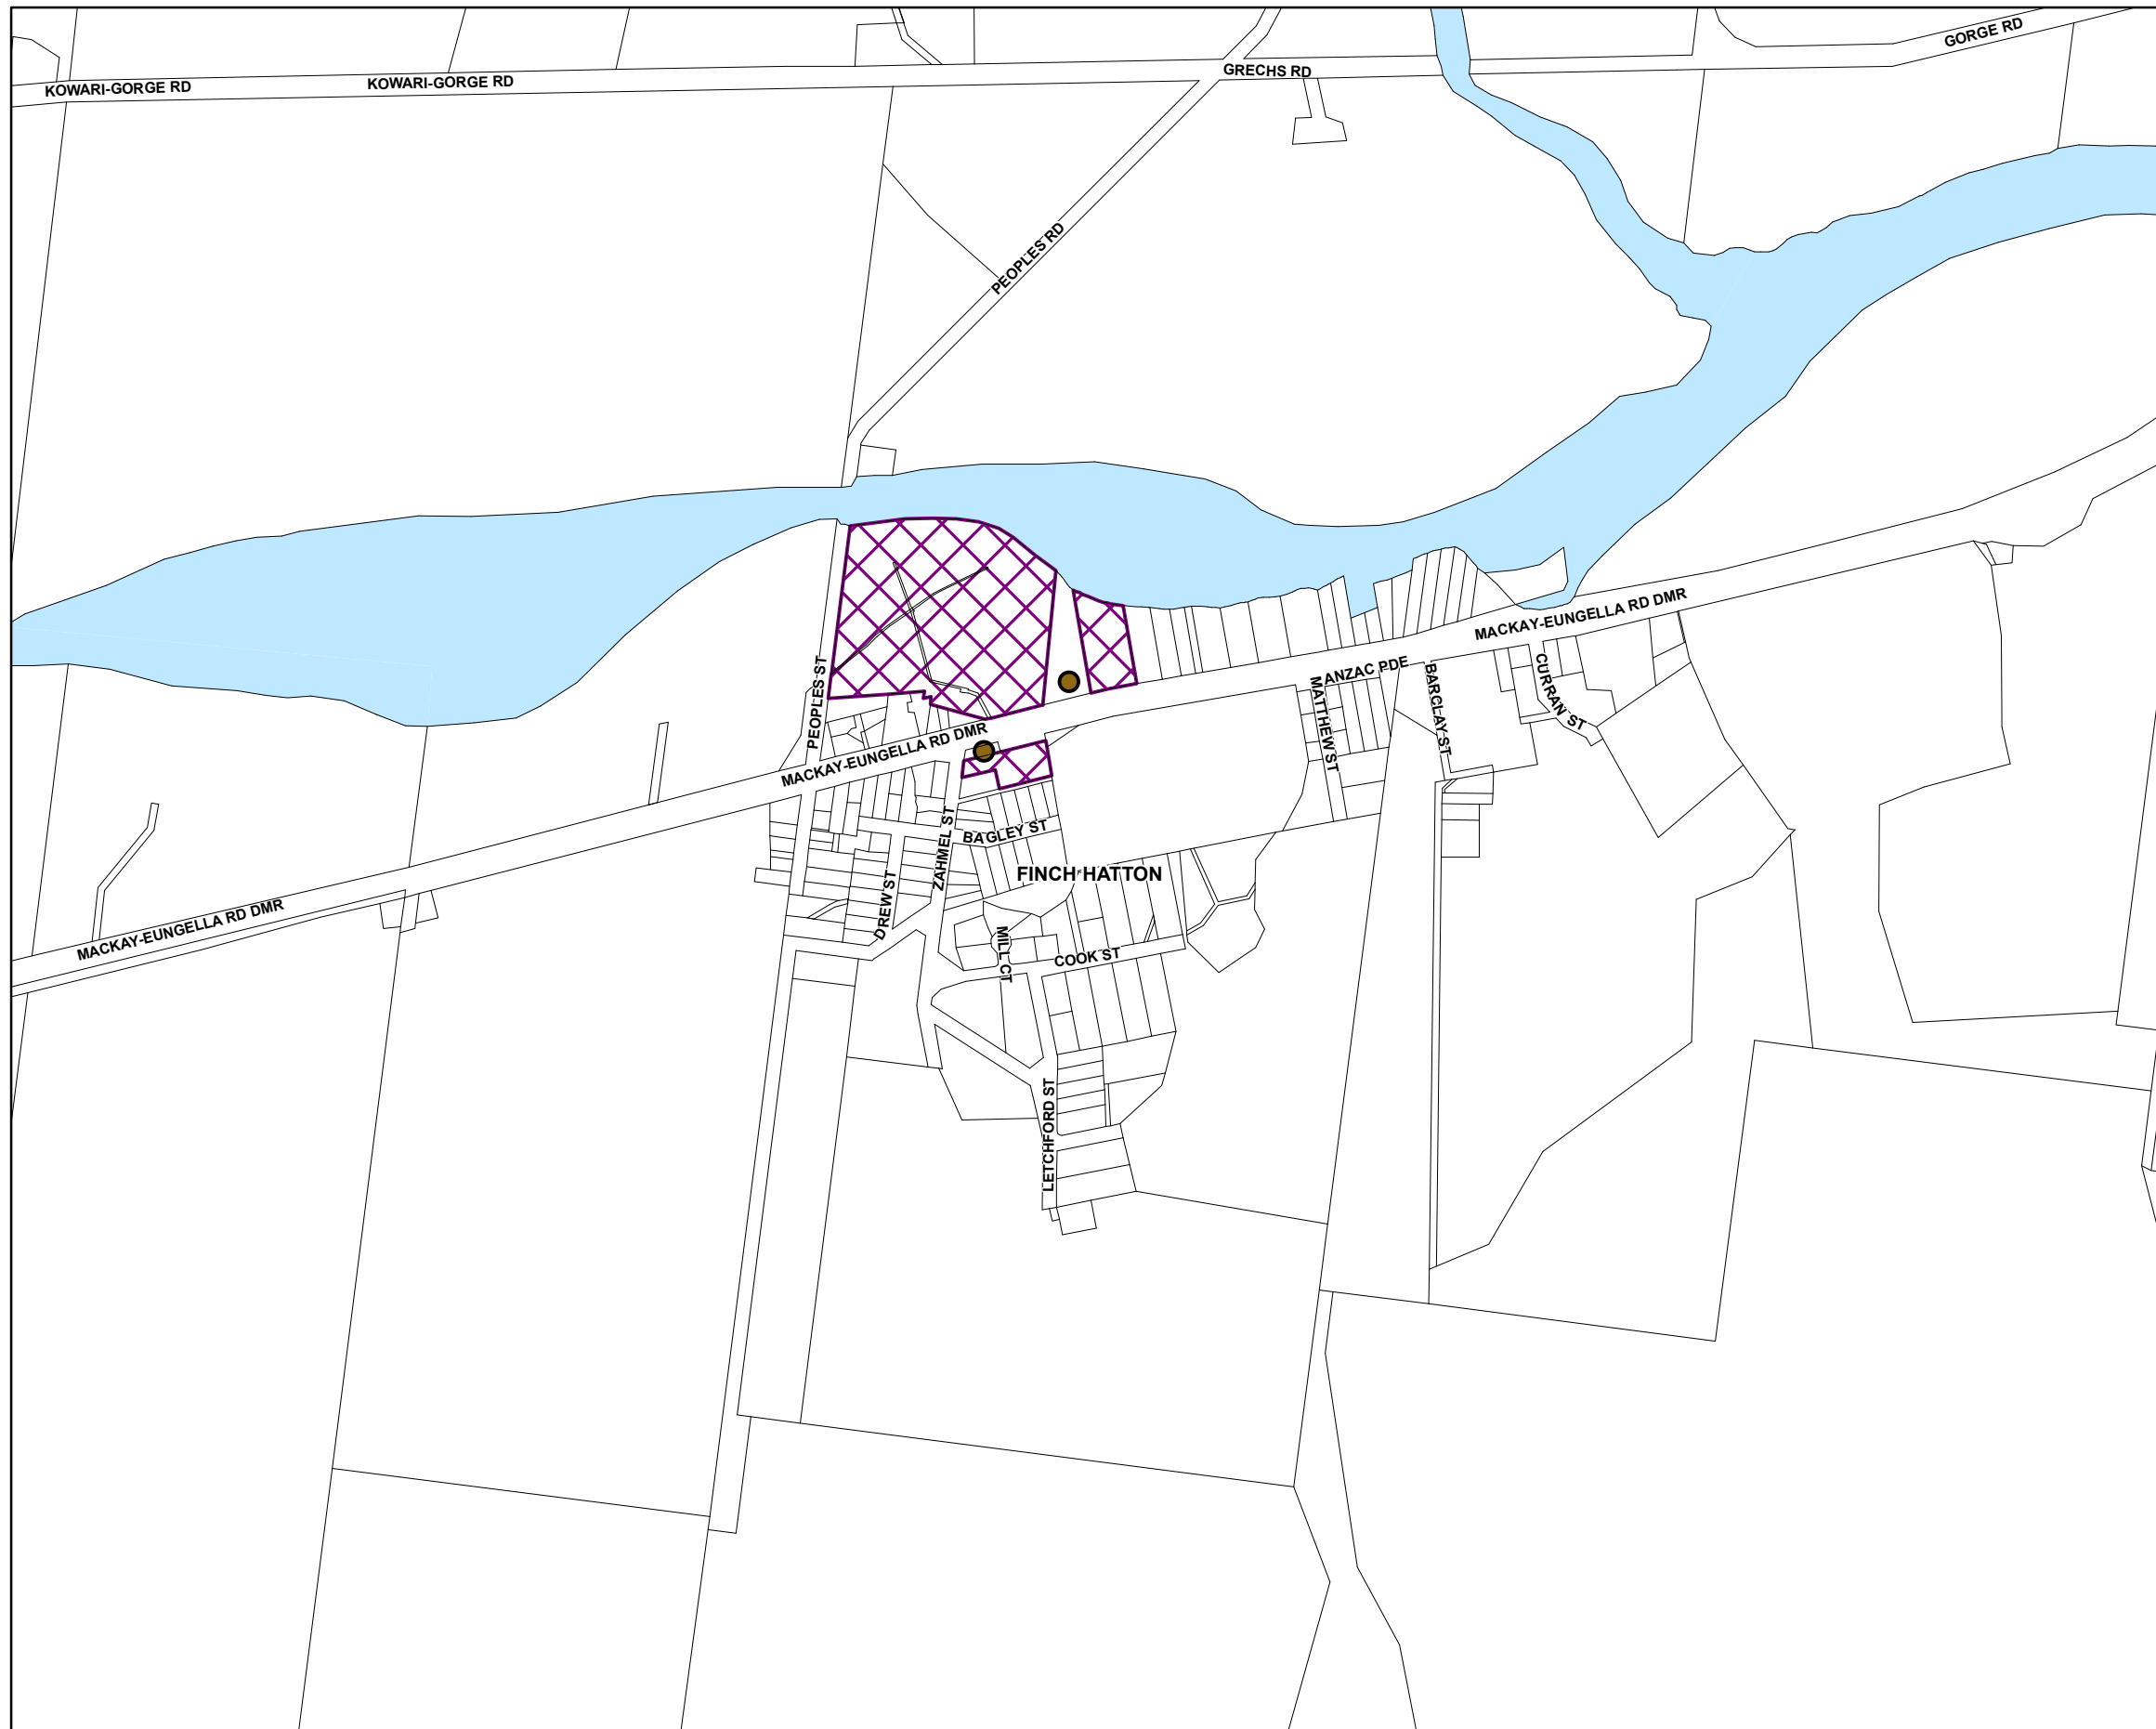 GORGE RD
GRECHS RD
KOWARI-GORGE RD
KOWARI-GORGE RD
PEOPLES RD
MACKAY-EUNGELLA RD DMR
ANZAC PDE
PEOPLES ST
BARCLAY ST
CURRAN ST
MATTHEW ST
MACKAY-EUNGELLA RD DMR
BAGLEY ST
ZAHMEL ST
FINCH HATTON
DREW ST
MACKAY-EUNGELLA RD DMR
MILL CT
COOK ST
LETCHFORD ST